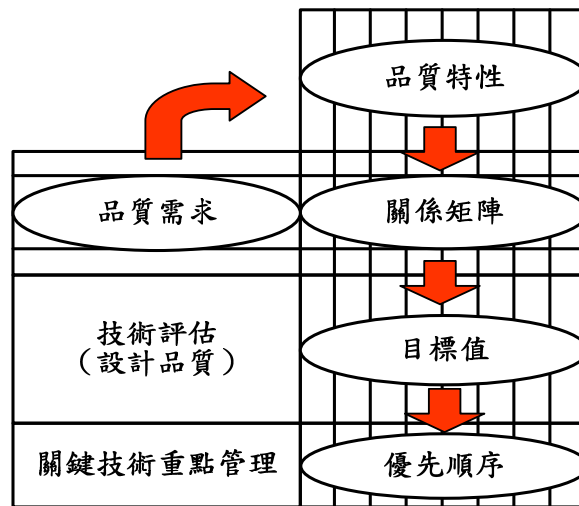 品質特性
品質需求
關係矩陣
技術評估
（設計品質）
目標值
關鍵技術重點管理
優先順序